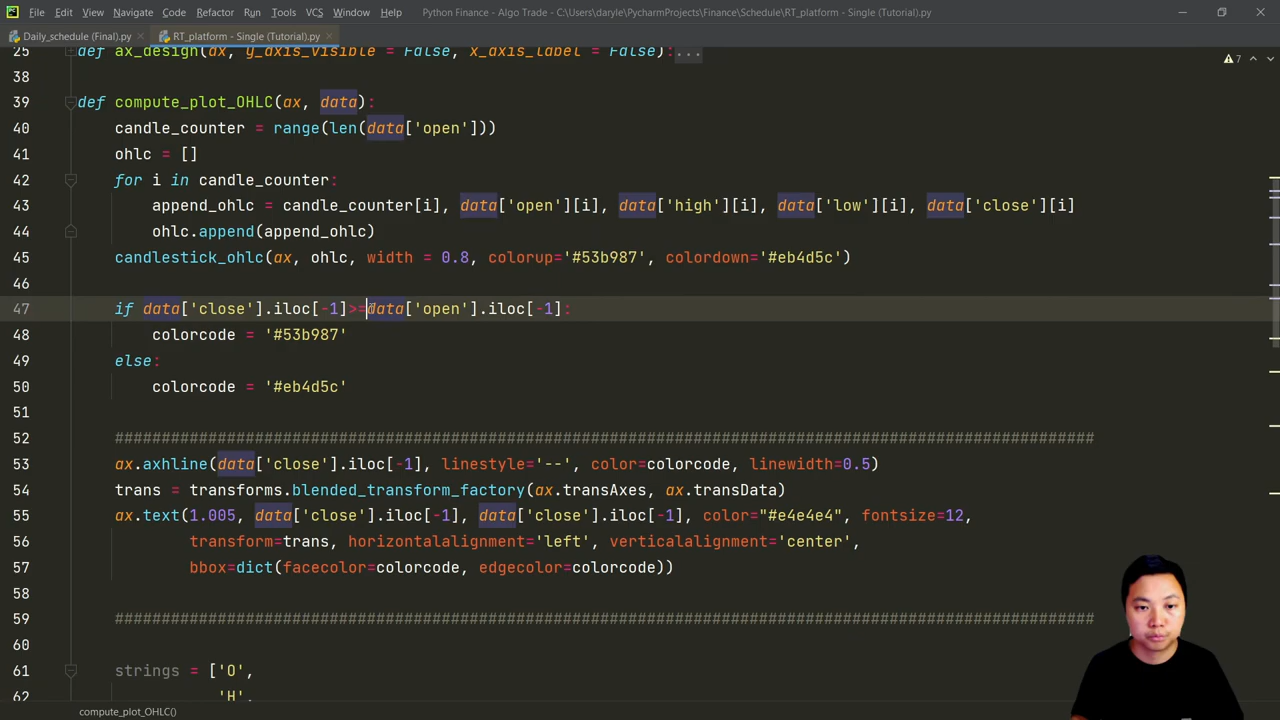 File Edit View Navigate Code Refactor Run Tools VCS Window Help Python Finance - Algo Trade - C:\Users\daryle\PycharmProjects\Finance\Schedule\RT_platform - Single (Tutorial).py
Daily_schedule (Final).py RT_platform - Single (Tutorial).py
25 def ax_design(ax, y_axis_visible = False, x_axis_label = False):... 7
38
39 def compute_plot_OHLC(ax, data):
40 candle_counter = range(len(data['open']))
41 ohlc = []
42 for i in candle_counter:
43 append_ohlc = candle_counter[i], data['open'][i], data['high'][i], data['low'][i], data['close'][i]
44 ohlc.append(append_ohlc)
45 candlestick_ohlc(ax, ohlc, width = 0.8, colorup='#53b987', colordown='#eb4d5c')
46
47 if data['close'].iloc[-1]>=data['open'].iloc[-1]:
48 colorcode = '#53b987'
49 else:
50 colorcode = '#eb4d5c'
51
52 #########################################################################################################
53 ax.axhline(data['close'].iloc[-1], linestyle='--', color=colorcode, linewidth=0.5)
54 trans = transforms.blended_transform_factory(ax.transAxes, ax.transData)
55 ax.text(1.005, data['close'].iloc[-1], data['close'].iloc[-1], color="#e4e4e4", fontsize=12,
56 transform=trans, horizontalalignment='left', verticalalignment='center',
57 bbox=dict(facecolor=colorcode, edgecolor=colorcode))
58
59 #########################################################################################################
60
61 strings = ['O',
62 'H',
compute_plot_OHLC()